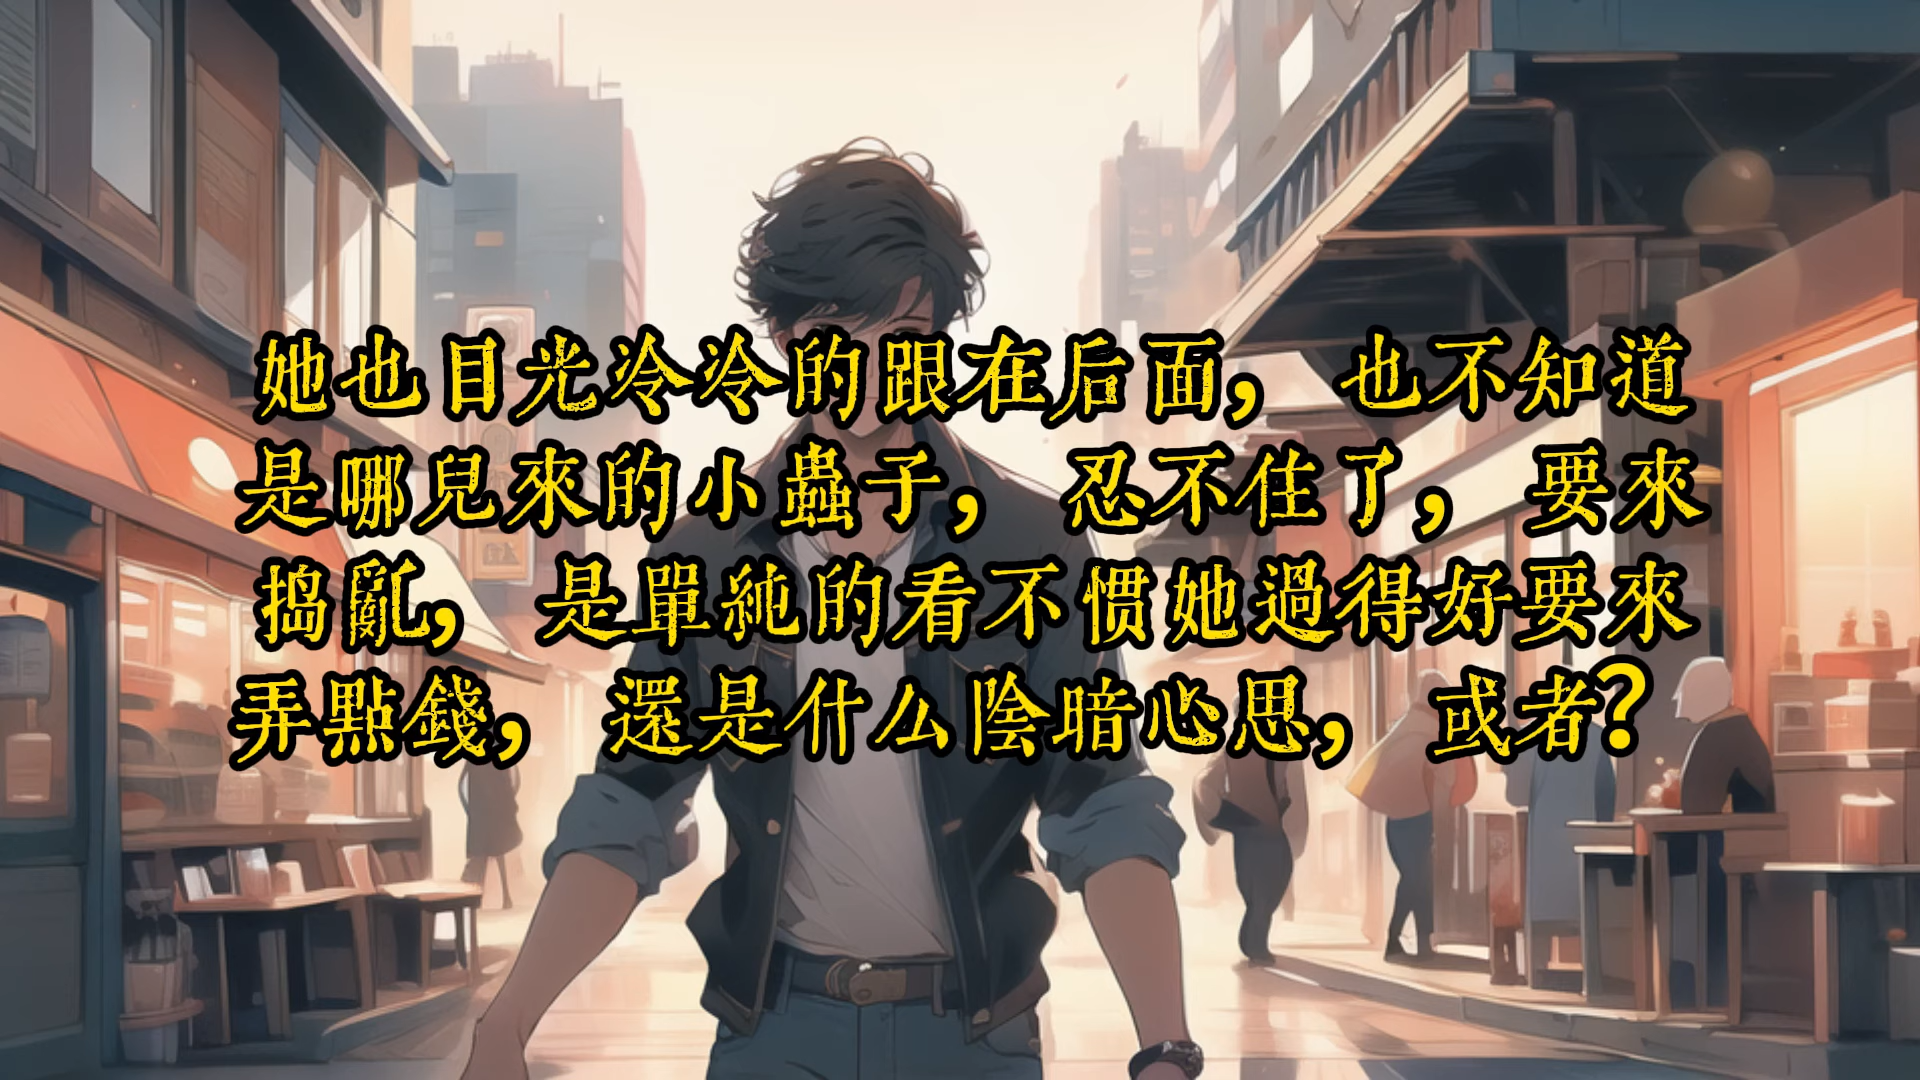 她也目光冷冷的跟在后面，也不知道
是哪兒來的小蟲子，忍不住了，要來
搗亂，是單純的看不惯她過得好要來
弄點錢，還是什么陰暗心思，或者？